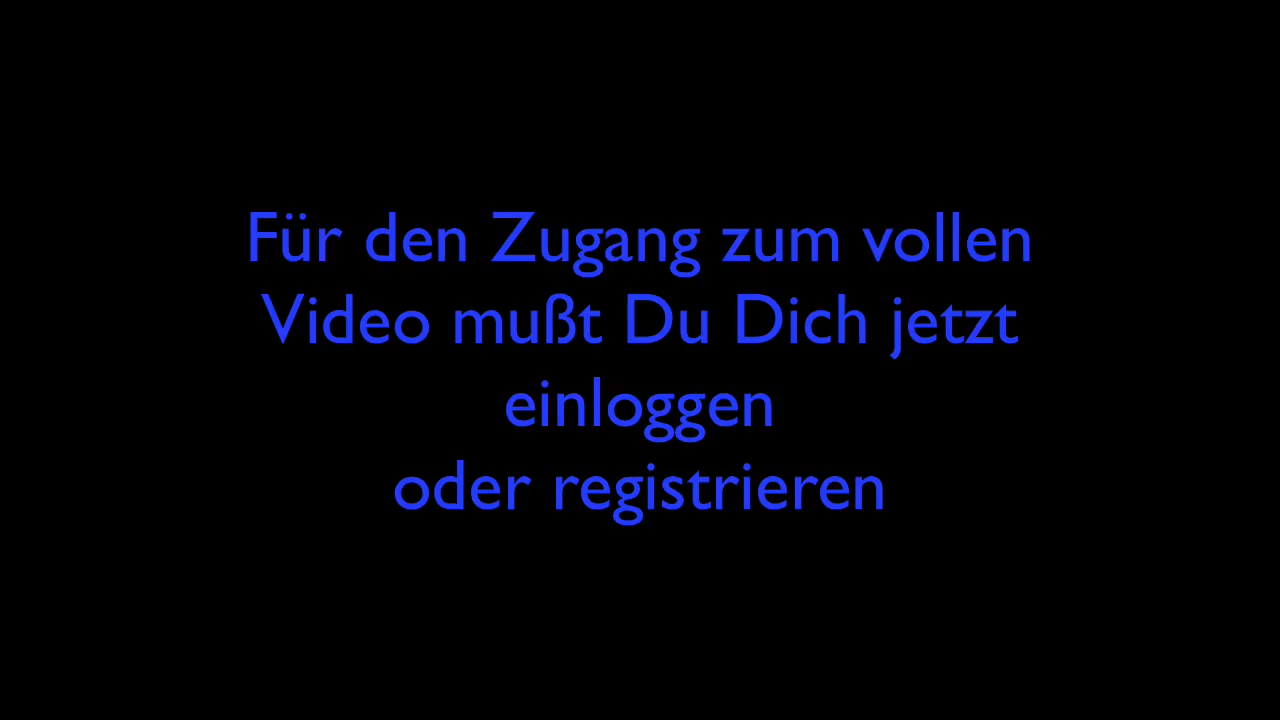 Für den Zugang zum vollen
Video mußt Du Dich jetzt
einloggen
oder registrieren